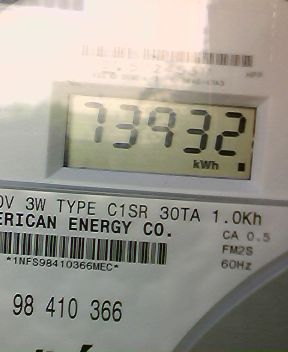 73932
kWh
0V 3W TYPE C1SR 30TA 1.0Kh
ERICAN ENERGY CO.
CA 0.5
FM2S
*1NFS98410366MEC*
60Hz
98 410 366